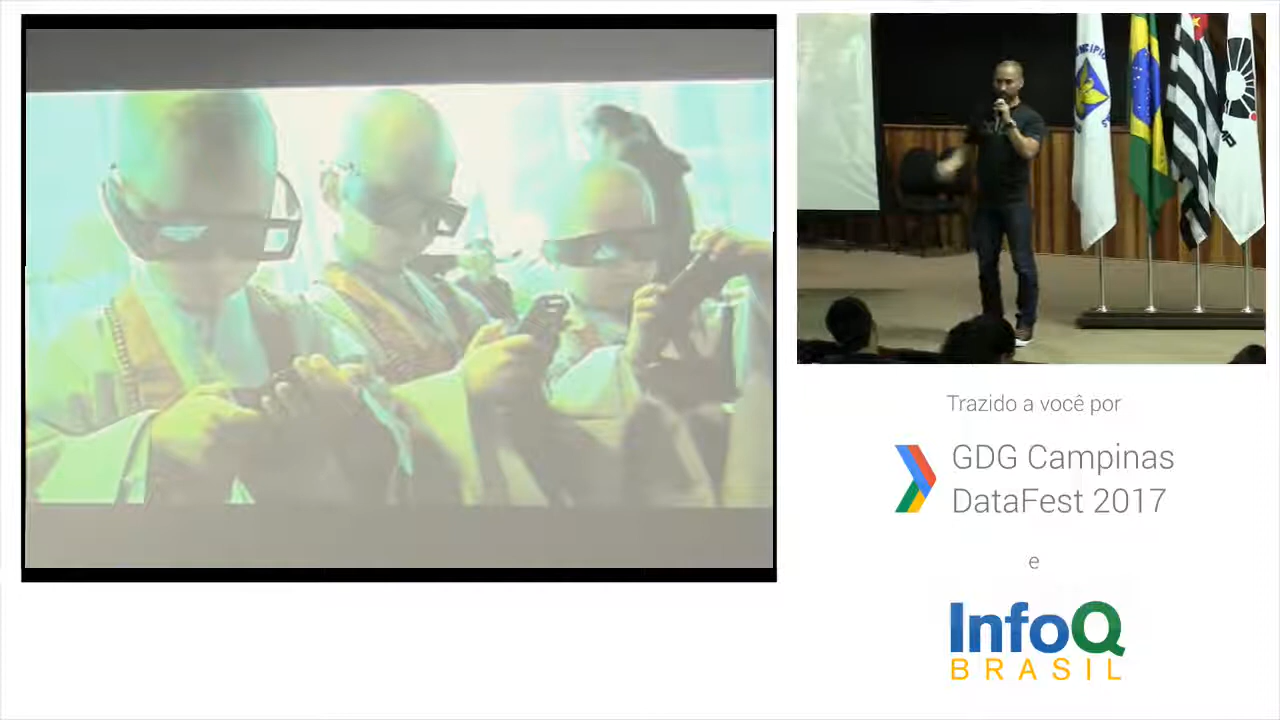 Trazido a você por
GDG Campinas
DataFest 2017
e
InfoQ
BRASIL